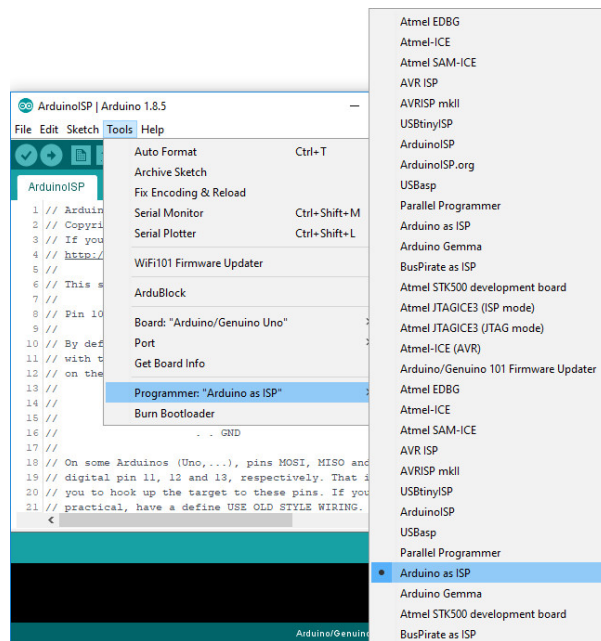 ArduinoISP | Arduino 1.8.5
File Edit Sketch Tools Help
ArduinoISP
Auto Format Ctrl+T
Archive Sketch
Fix Encoding & Reload
Serial Monitor Ctrl+Shift+M
Serial Plotter Ctrl+Shift+L
WiFi101 Firmware Updater
ArduBlock
Board: "Arduino/Genuino Uno"
Port
Get Board Info
Programmer: "Arduino as ISP"
Burn Bootloader
1 // Arduin
2 // Copyri
3 // If you
4 // http:/
5 //
6 // This s
7 //
8 // Pin 10
9 //
10 // By def
11 // with t
12 // on the
13 //
14 //
15 //
16 // . . GND
17 //
18 // On some Arduinos (Uno,...), pins MOSI, MISO and
19 // digital pin 11, 12 and 13, respectively. That i
20 // you to hook up the target to these pins. If you
21 // practical, have a define USE OLD STYLE WIRING.
Arduino/Genuino
Atmel EDBG
Atmel-ICE
Atmel SAM-ICE
AVR ISP
AVRISP mkII
USBtinyISP
ArduinoISP
ArduinoISP.org
USBasp
Parallel Programmer
Arduino as ISP
Arduino Gemma
BusPirate as ISP
Atmel STK500 development board
Atmel JTAGICE3 (ISP mode)
Atmel JTAGICE3 (JTAG mode)
Atmel-ICE (AVR)
Arduino/Genuino 101 Firmware Updater
Atmel EDBG
Atmel-ICE
Atmel SAM-ICE
AVR ISP
AVRISP mkII
USBtinyISP
ArduinoISP
USBasp
Parallel Programmer
Arduino as ISP
Arduino Gemma
Atmel STK500 development board
BusPirate as ISP